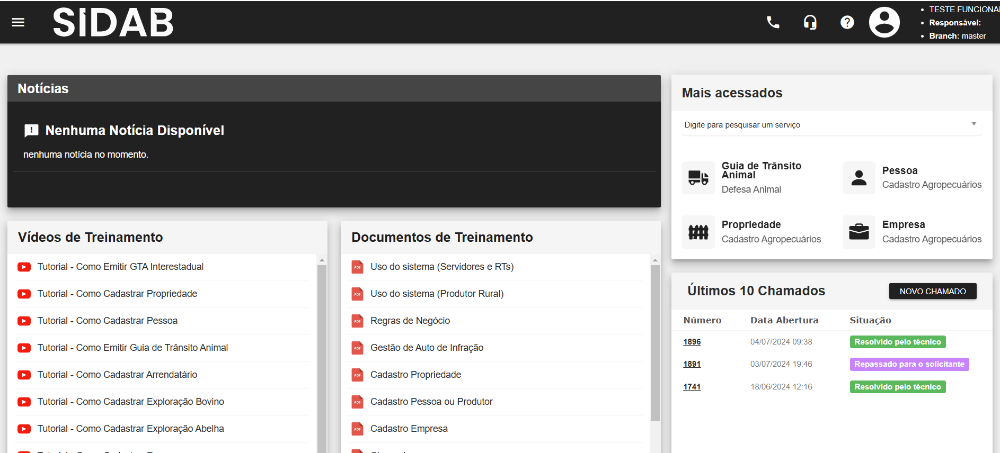 SIDAB
TESTE FUNCIONA
Responsável:
Branch: master
Notícias
Nenhuma Notícia Disponível
nenhuma notícia no momento.
Mais acessados
Digite para pesquisar um serviço
Guia de Trânsito
Animal
Defesa Animal
Pessoa
Cadastro Agropecuários
Propriedade
Cadastro Agropecuários
Empresa
Cadastro Agropecuários
Vídeos de Treinamento
Tutorial - Como Emitir GTA Interestadual
Tutorial - Como Cadastrar Propriedade
Tutorial - Como Cadastrar Pessoa
Tutorial - Como Emitir Guia de Trânsito Animal
Tutorial - Como Cadastrar Arrendatário
Tutorial - Como Cadastrar Exploração Bovino
Tutorial - Como Cadastrar Exploração Abelha
Documentos de Treinamento
PDF Uso do sistema (Servidores e RTs)
PDF Uso do sistema (Produtor Rural)
PDF Regras de Negócio
PDF Gestão de Auto de Infração
PDF Cadastro Propriedade
PDF Cadastro Pessoa ou Produtor
PDF Cadastro Empresa
Últimos 10 Chamados
NOVO CHAMADO
Número Data Abertura Situação
1896 04/07/2024 09:38 Resolvido pelo técnico
1891 03/07/2024 19:46 Repassado para o solicitante
1741 18/06/2024 12:16 Resolvido pelo técnico